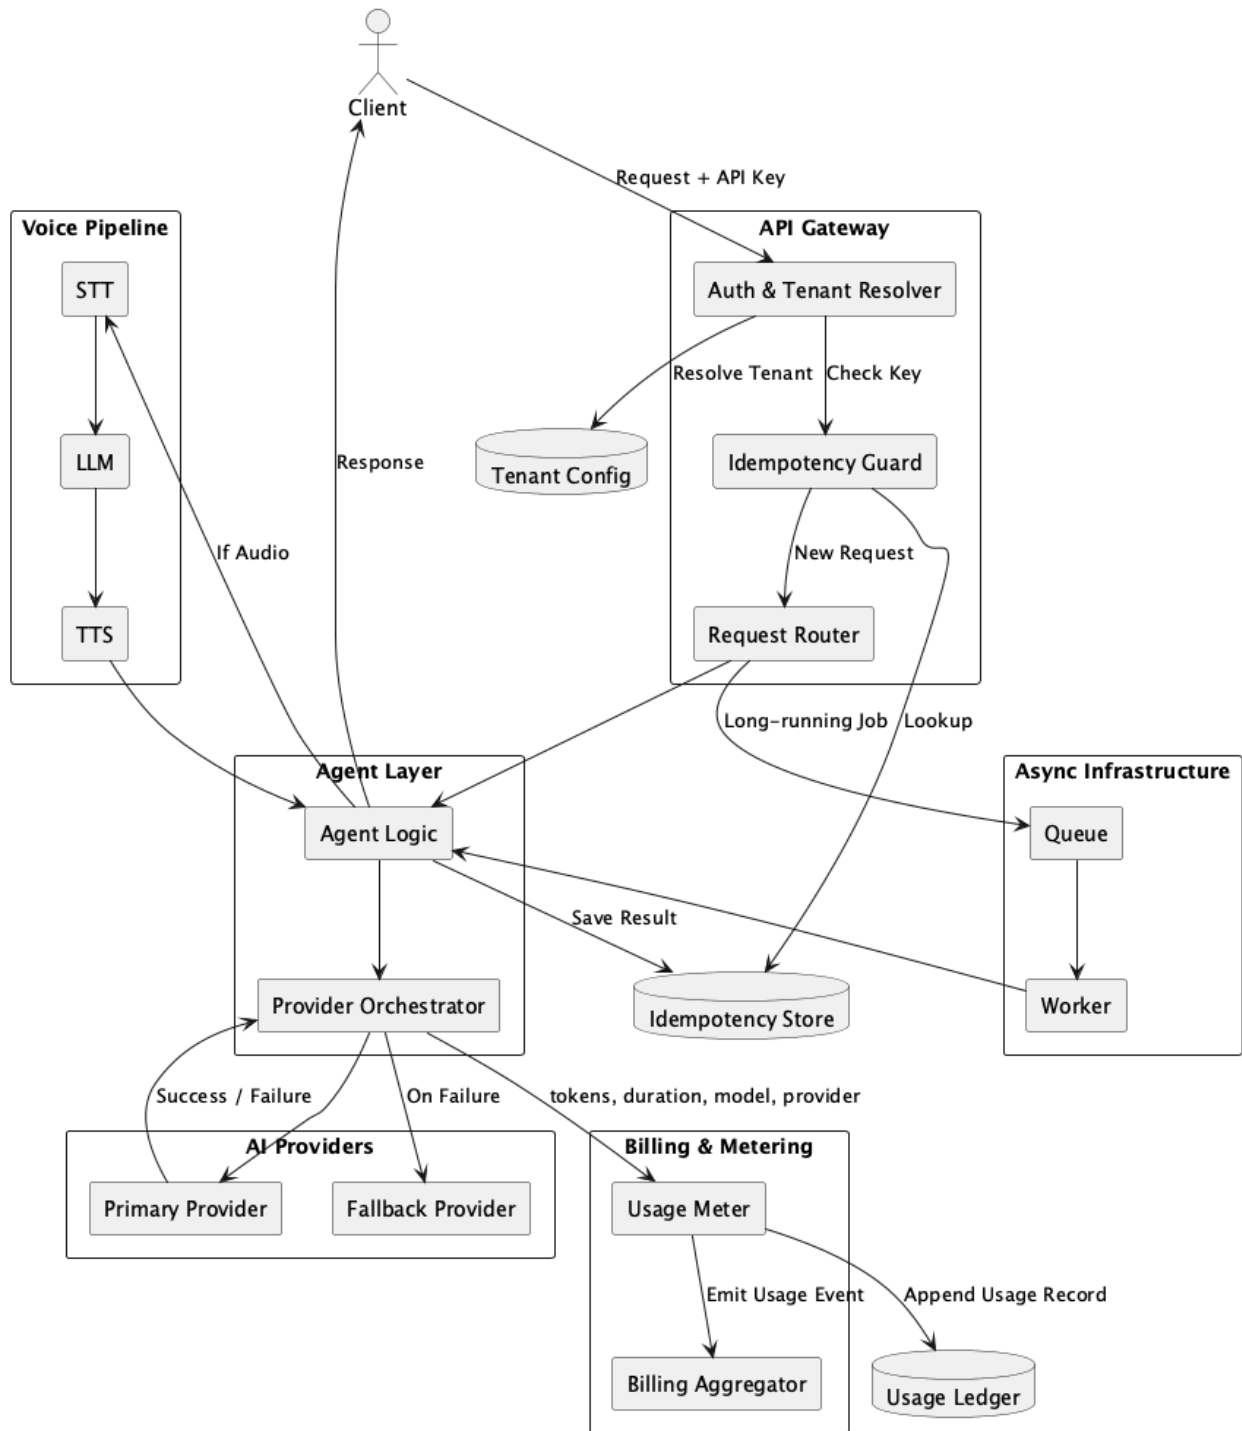 Client
Request + API Key
Voice Pipeline
API Gateway
STT
Auth & Tenant Resolver
Resolve Tenant
Check Key
LLM
Response
Tenant Config
Idempotency Guard
If Audio
New Request
TTS
Request Router
Long-running Job
Lookup
Agent Layer
Async Infrastructure
Agent Logic
Queue
Save Result
Provider Orchestrator
Idempotency Store
Worker
Success / Failure
On Failure
tokens, duration, model, provider
AI Providers
Billing & Metering
Primary Provider
Fallback Provider
Usage Meter
Emit Usage Event
Append Usage Record
Billing Aggregator
Usage Ledger